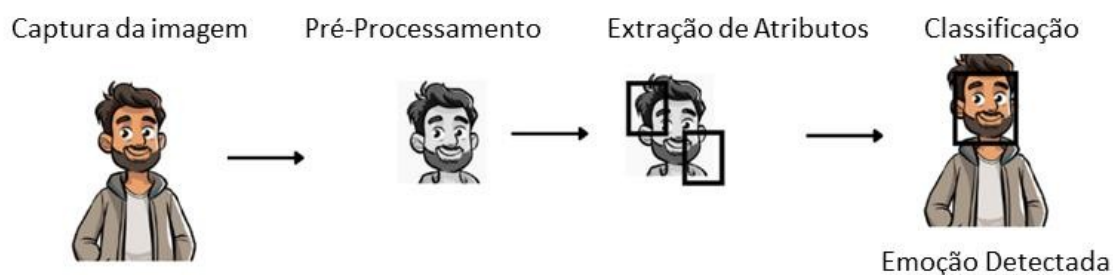 Captura da imagem
Pré-Processamento
Extração de Atributos
Classificação
Emoção Detectada